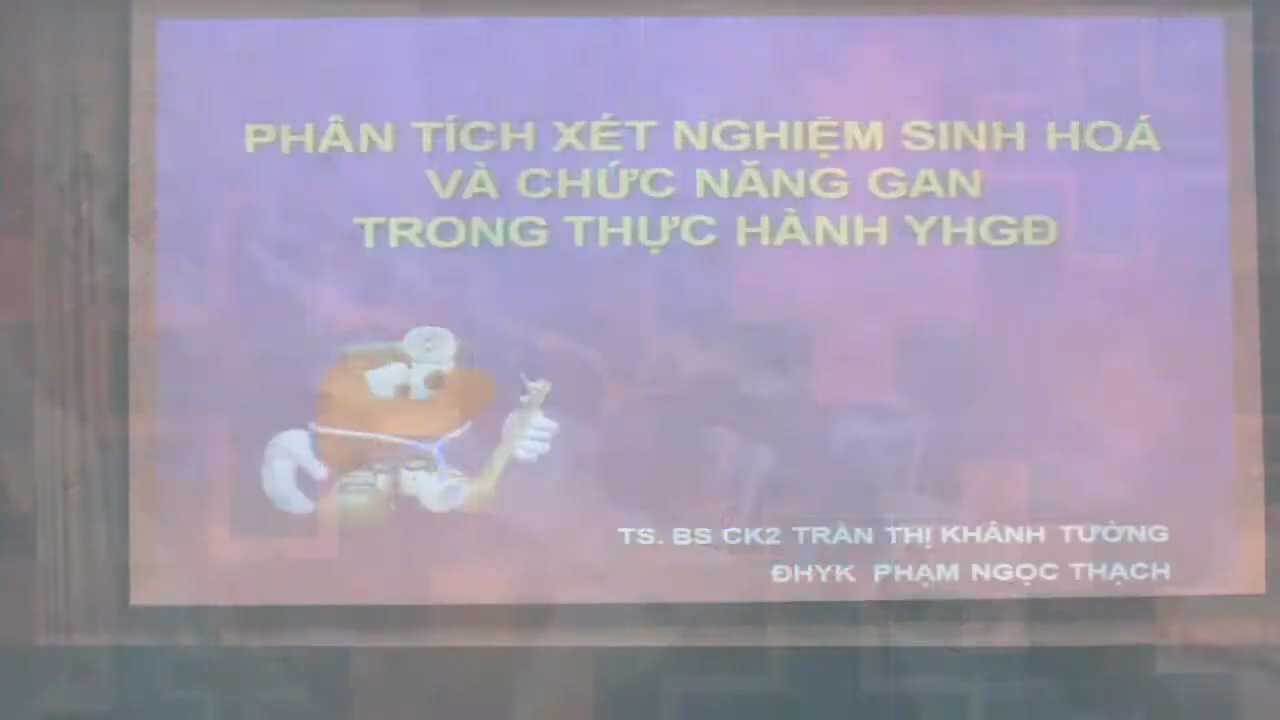 PHÂN TÍCH XÉT NGHIỆM SINH HOÁ
VÀ CHỨC NĂNG GAN
TRONG THỰC HÀNH YHGĐ
TS. BS CK2 TRẦN THỊ KHÁNH TƯỜNG
ĐHYK PHẠM NGỌC THẠCH